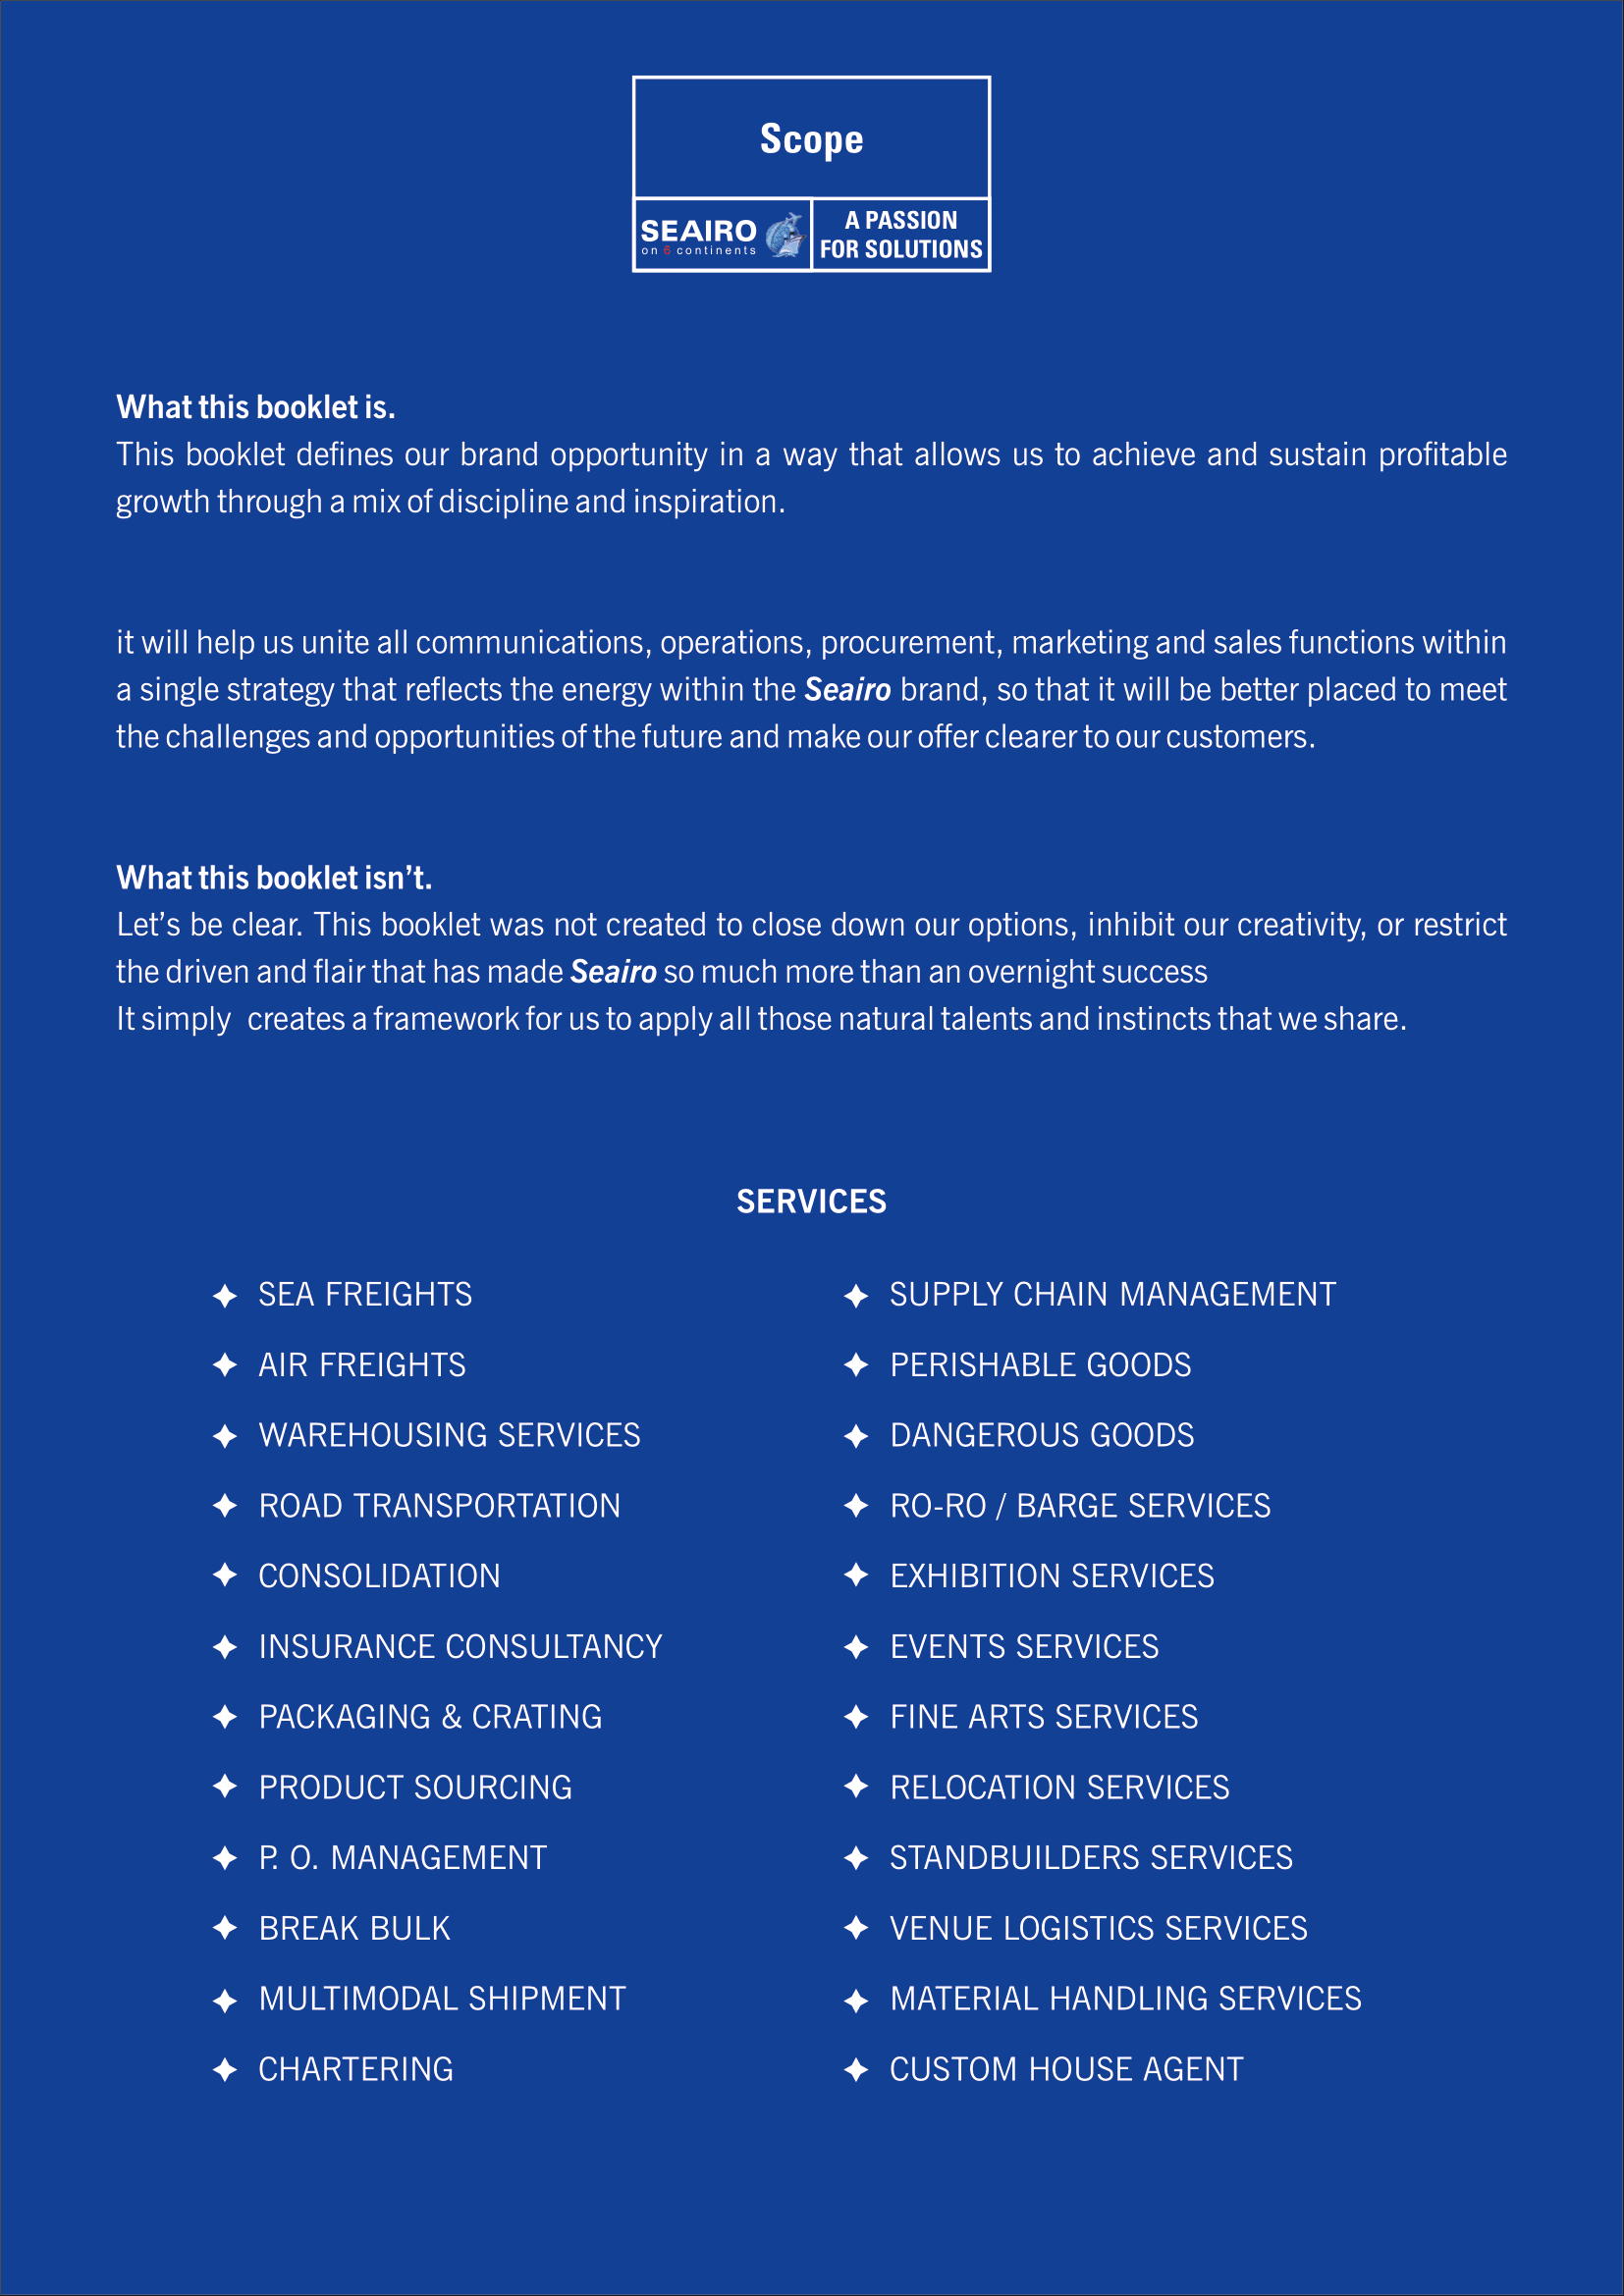 Scope
SEAIRO
on 6 continents
A PASSION
FOR SOLUTIONS
What this booklet is.
This booklet defines our brand opportunity in a way that allows us to achieve and sustain profitable
growth through a mix of discipline and inspiration.
it will help us unite all communications, operations, procurement, marketing and sales functions within
a single strategy that reflects the energy within the Seairo brand, so that it will be better placed to meet
the challenges and opportunities of the future and make our offer clearer to our customers.
What this booklet isn’t.
Let’s be clear. This booklet was not created to close down our options, inhibit our creativity, or restrict
the driven and flair that has made Seairo so much more than an overnight success
It simply  creates a framework for us to apply all those natural talents and instincts that we share.
SERVICES
SEA FREIGHTS
AIR FREIGHTS
WAREHOUSING SERVICES
ROAD TRANSPORTATION
CONSOLIDATION
INSURANCE CONSULTANCY
PACKAGING & CRATING
PRODUCT SOURCING
P. O. MANAGEMENT
BREAK BULK
MULTIMODAL SHIPMENT
CHARTERING
SUPPLY CHAIN MANAGEMENT
PERISHABLE GOODS
DANGEROUS GOODS
RO-RO / BARGE SERVICES
EXHIBITION SERVICES
EVENTS SERVICES
FINE ARTS SERVICES
RELOCATION SERVICES
STANDBUILDERS SERVICES
VENUE LOGISTICS SERVICES
MATERIAL HANDLING SERVICES
CUSTOM HOUSE AGENT